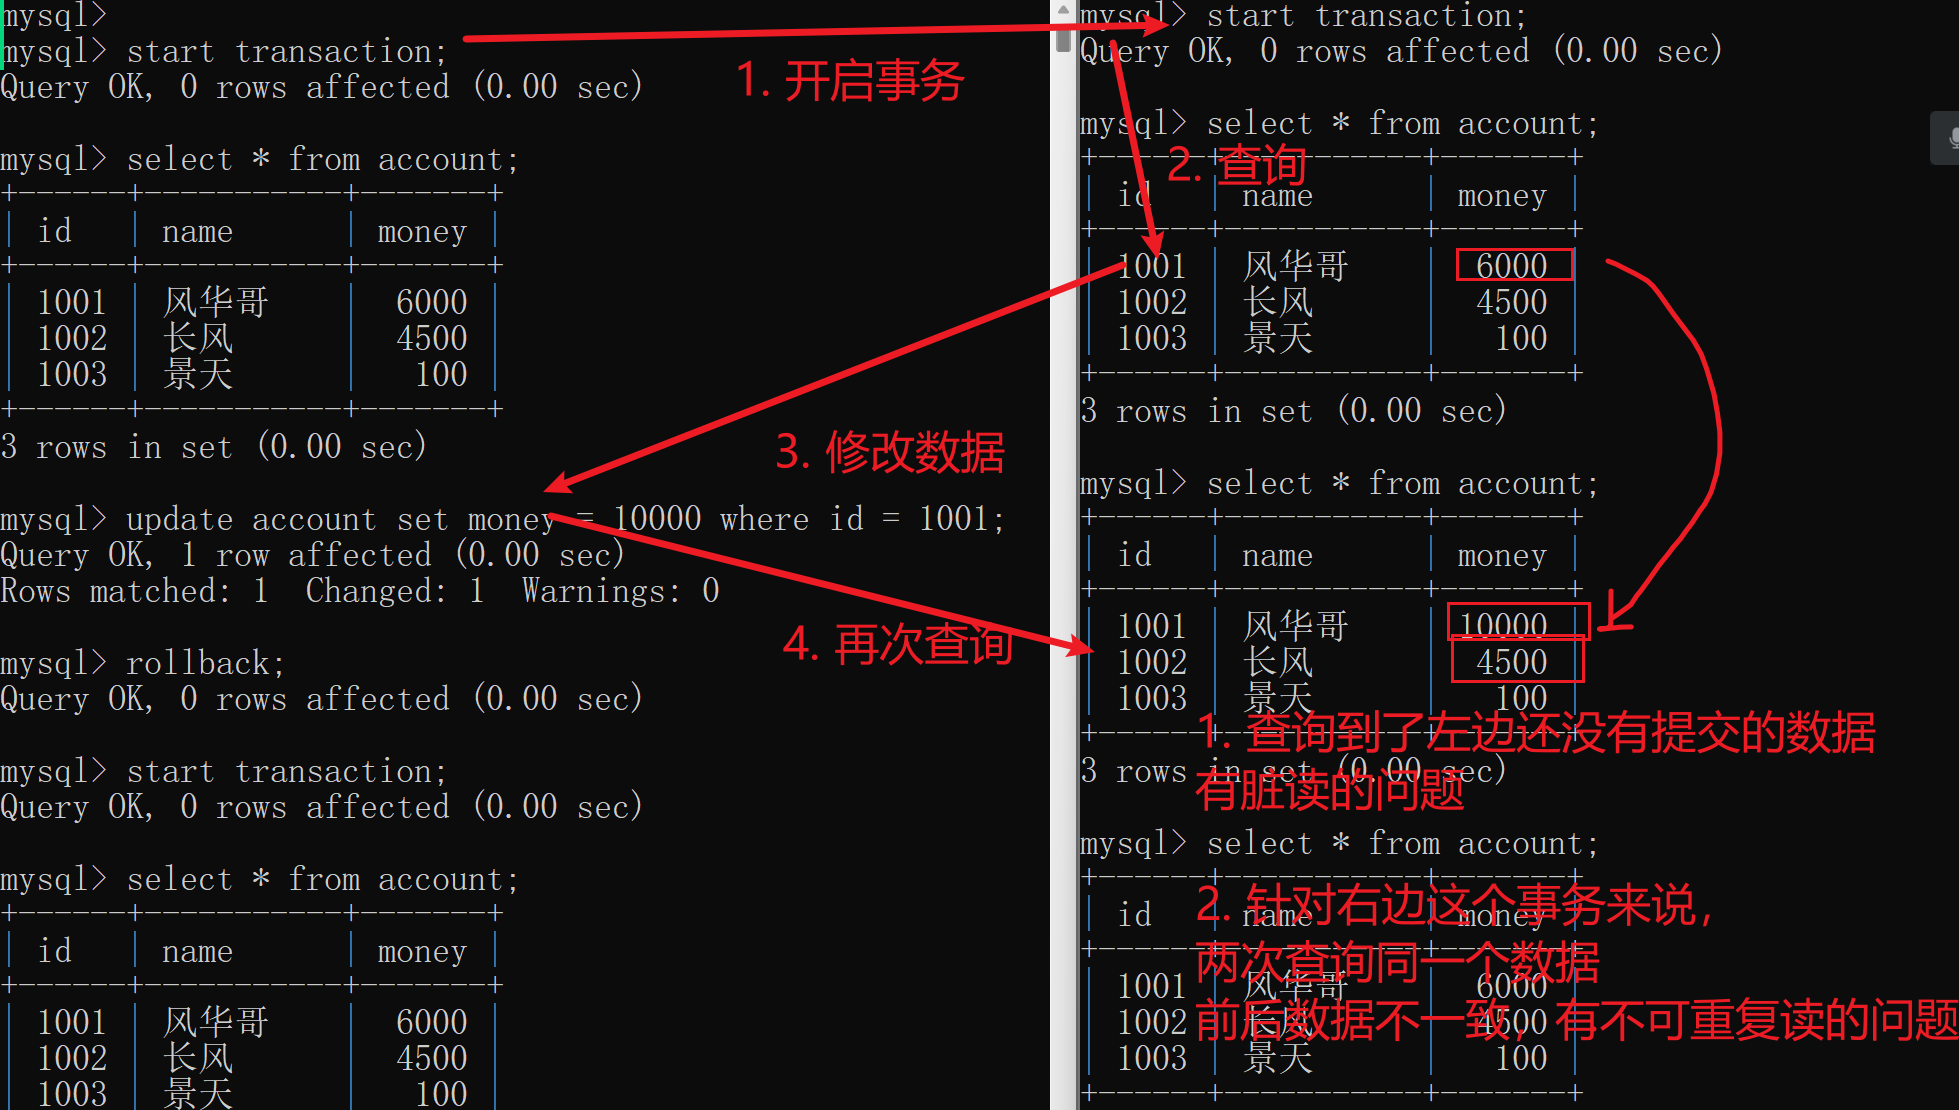 mysql>
mysql> start transaction;
Query OK, 0 rows affected (0.00 sec)
mysql> select * from account;
+------+-----------+-------+
| id   | name      | money |
+------+-----------+-------+
| 1001 | 风华哥    |  6000 |
| 1002 | 长风      |  4500 |
| 1003 | 景天      |   100 |
+------+-----------+-------+
3 rows in set (0.00 sec)
mysql> update account set money = 10000 where id = 1001;
Query OK, 1 row affected (0.00 sec)
Rows matched: 1  Changed: 1  Warnings: 0
mysql> rollback;
Query OK, 0 rows affected (0.00 sec)
mysql> start transaction;
Query OK, 0 rows affected (0.00 sec)
mysql> select * from account;
+------+-----------+-------+
| id   | name      | money |
+------+-----------+-------+
| 1001 | 风华哥    |  6000 |
| 1002 | 长风      |  4500 |
| 1003 | 景天      |   100 |
1. 开启事务
2. 查询
3. 修改数据
4. 再次查询
mysql> start transaction;
Query OK, 0 rows affected (0.00 sec)
mysql> select * from account;
+------+-----------+-------+
| id   | name      | money |
+------+-----------+-------+
| 1001 | 风华哥    |  6000 |
| 1002 | 长风      |  4500 |
| 1003 | 景天      |   100 |
+------+-----------+-------+
3 rows in set (0.00 sec)
mysql> select * from account;
+------+-----------+-------+
| id   | name      | money |
+------+-----------+-------+
| 1001 | 风华哥    | 10000 |
| 1002 | 长风      |  4500 |
| 1003 | 景天      |   100 |
+------+-----------+-------+
3 rows in set (0.00 sec)
mysql> select * from account;
+------+-----------+-------+
| id   | name      | money |
+------+-----------+-------+
| 1001 | 风华哥    |  6000 |
| 1002 | 长风      |  4500 |
| 1003 | 景天      |   100 |
+------+-----------+-------+
1. 查询到了左边还没有提交的数据
有脏读的问题
2. 针对右边这个事务来说，
两次查询同一个数据
前后数据不一致，有不可重复读的问题